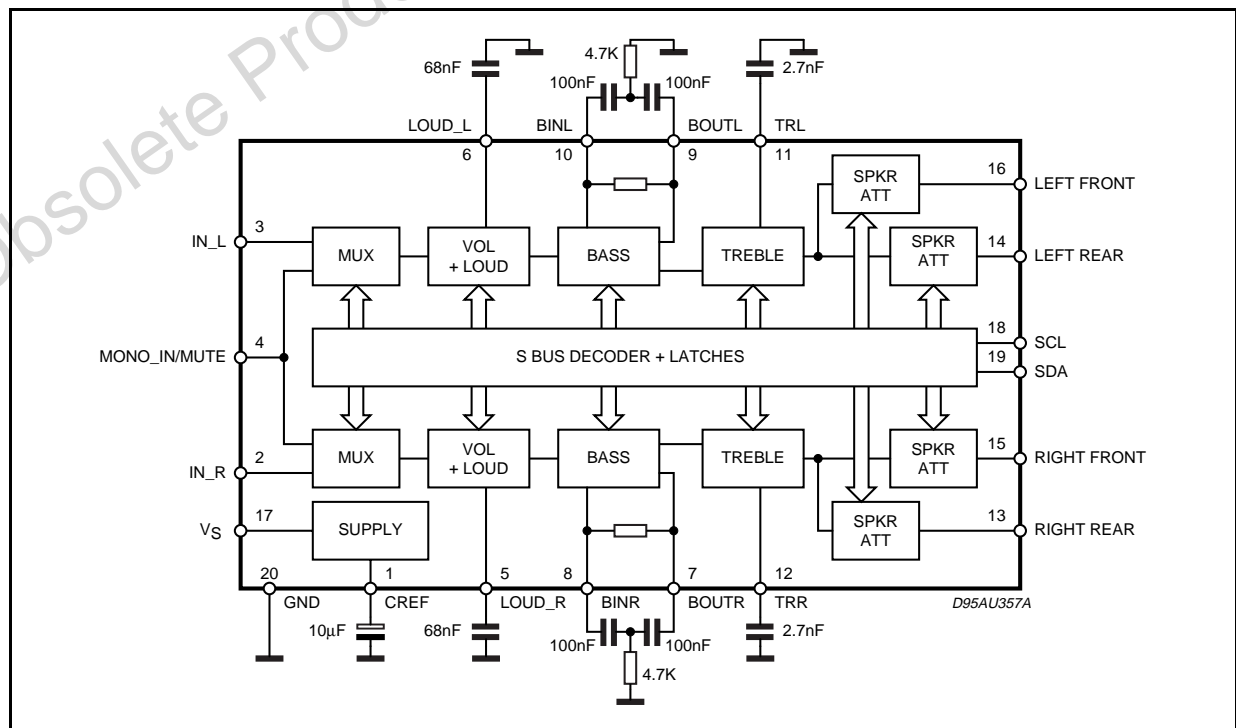 Obsolete Prod
68nF
4.7K
2.7nF
100nF 100nF
LOUD_L BINL BOUTL TRL
6 10 9 11
SPKR
ATT
16
LEFT FRONT
IN_L
3
MUX
VOL
+ LOUD
BASS
TREBLE
SPKR
ATT
14
LEFT REAR
MONO_IN/MUTE
4
S BUS DECODER + LATCHES
18
SCL
19
SDA
IN_R
2
MUX
VOL
+ LOUD
BASS
TREBLE
SPKR
ATT
15
RIGHT FRONT
VS
17
SUPPLY
SPKR
ATT
13
RIGHT REAR
20 1 5 8 7 12
GND CREF LOUD_R BINR BOUTR TRR
D95AU357A
10μF
68nF
100nF 100nF
2.7nF
4.7K